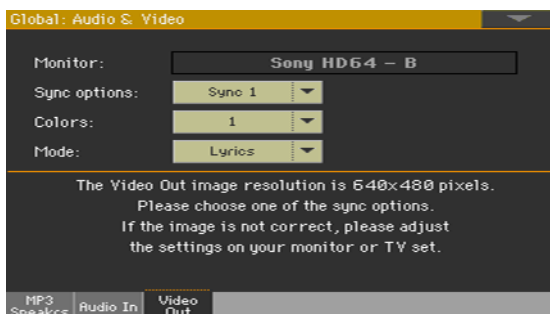 Global: Audio & Video
Monitor: Sony HD64 - B
Sync options: Sync 1
Colors: 1
Mode: Lyrics
The Video Out image resolution is 640x480 pixels.
Please choose one of the sync options.
If the image is not correct, please adjust
the settings on your monitor or TV set.
MP3 Speakrs Audio In Video Out